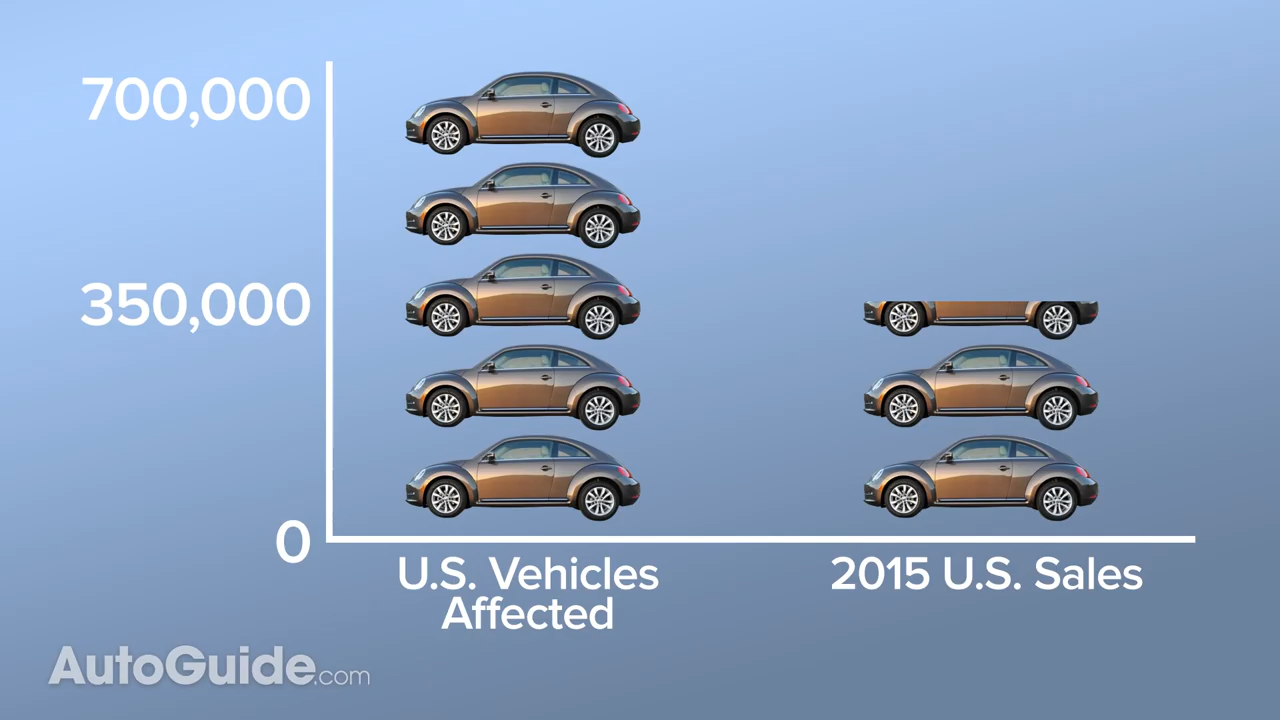 700,000
350,000
0
U.S. Vehicles
Affected
2015 U.S. Sales
AutoGuide.com